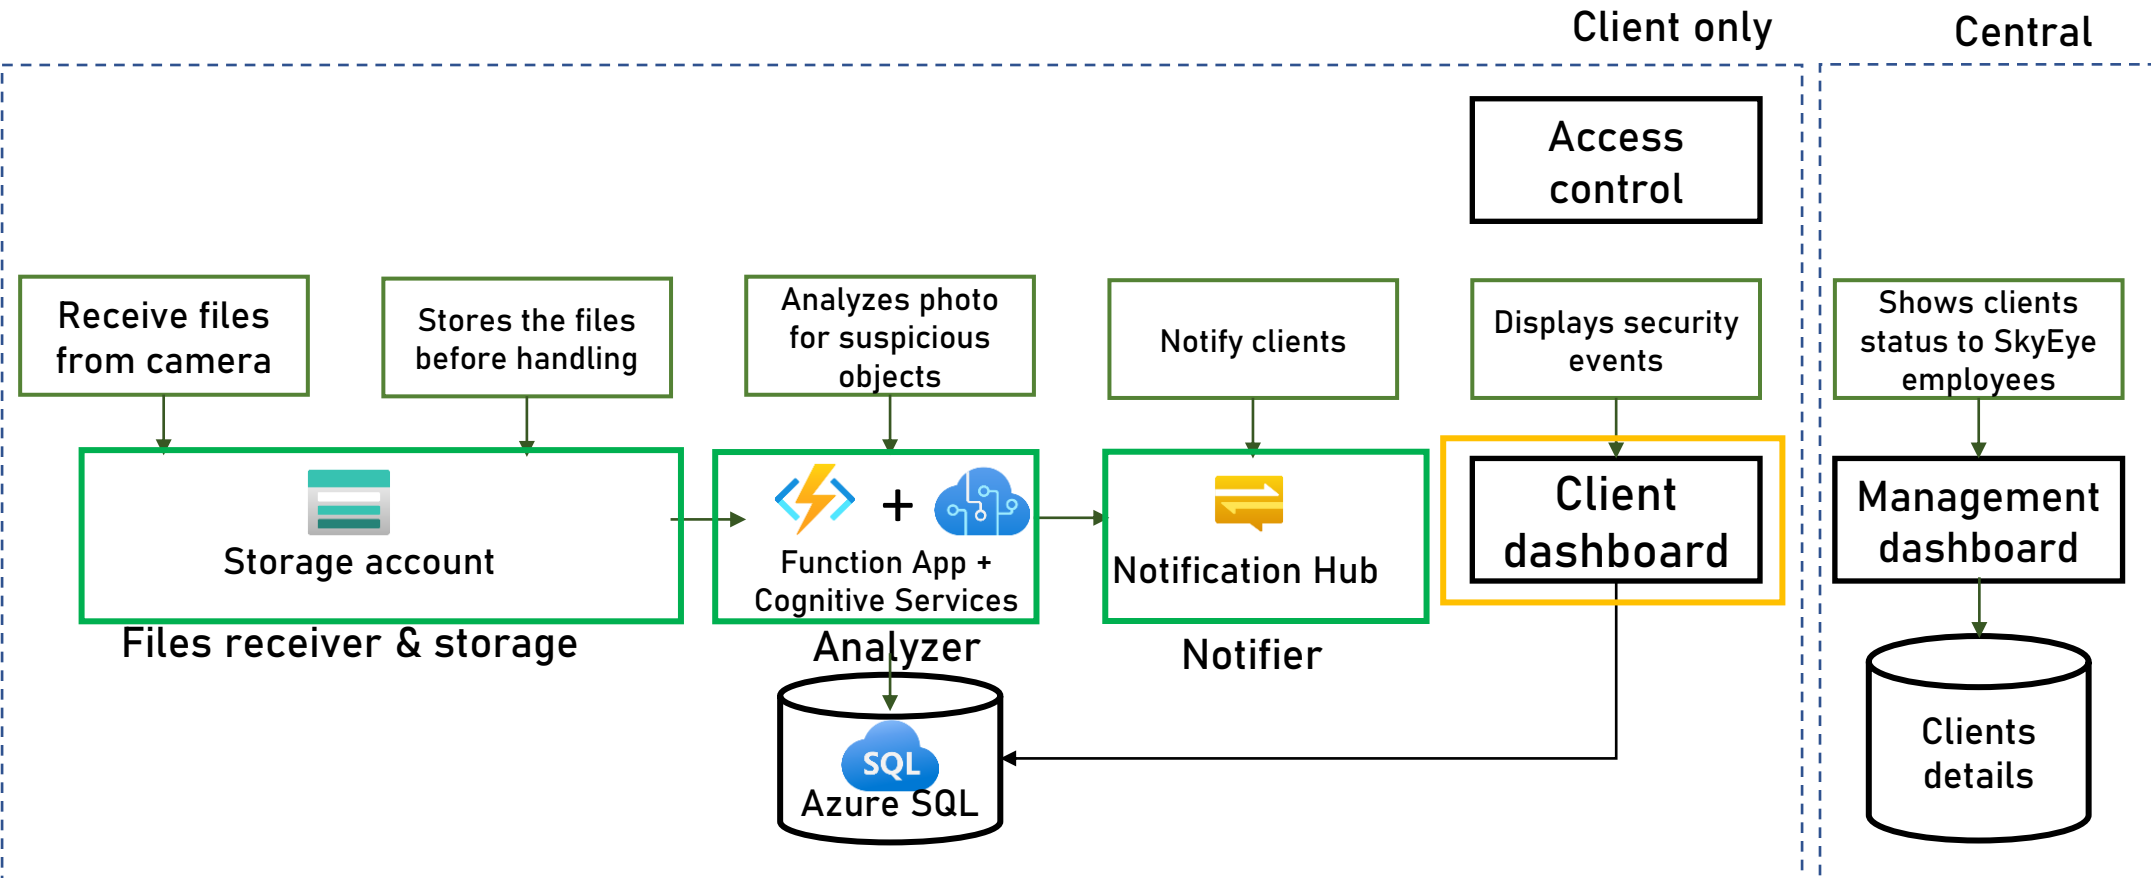 Client only
Central
Access
control
Receive files
from camera
Stores the files
before handling
Analyzes photo
for suspicious
objects
Notify clients
Displays security
events
Shows clients
status to SkyEye
employees
Storage account
+
Function App +
Cognitive Services
Notification Hub
Client
dashboard
Management
dashboard
Files receiver & storage
Analyzer
Notifier
SQL
Azure SQL
Clients
details